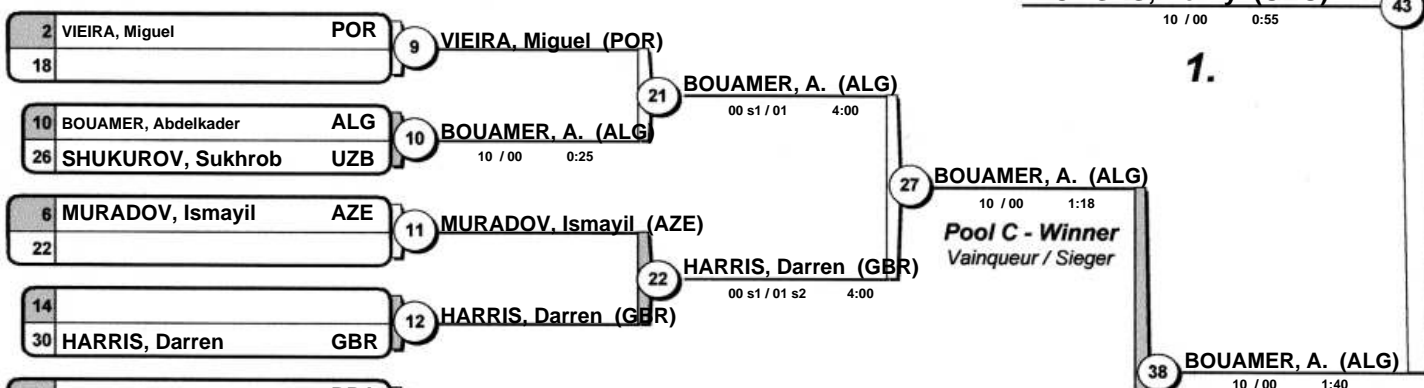 43
10 / 00 0:55
1.
2 VIEIRA, Miguel POR
18
9 VIEIRA, Miguel (POR)
10 BOUAMER, Abdelkader ALG
26 SHUKUROV, Sukhrob UZB
10 BOUAMER, A. (ALG)
10 / 00 0:25
21 BOUAMER, A. (ALG)
00 s1 / 01 4:00
6 MURADOV, Ismayil AZE
22
11 MURADOV, Ismayil (AZE)
14
30 HARRIS, Darren GBR
12 HARRIS, Darren (GBR)
22 HARRIS, Darren (GBR)
00 s1 / 01 s2 4:00
27 BOUAMER, A. (ALG)
10 / 00 1:18
Pool C - Winner
Vainqueur / Sieger
38 BOUAMER, A. (ALG)
10 / 00 1:40